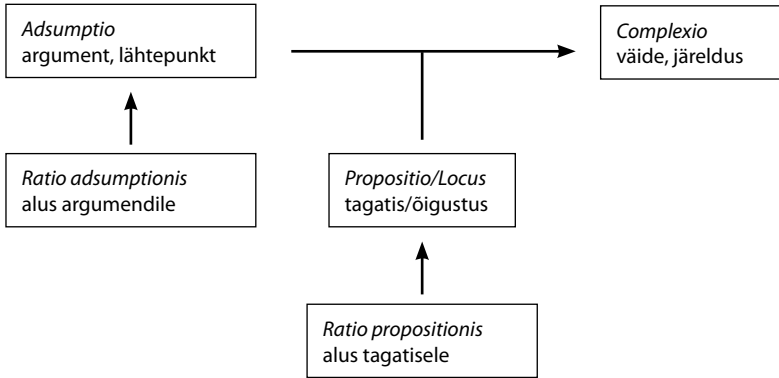 Adsumptio
argument, lähtepunkt
Complexio
väide, järeldus
Ratio adsumptionis
alus argumendile
Propositio/Locus
tagatis/õigustus
Ratio propositionis
alus tagatisele